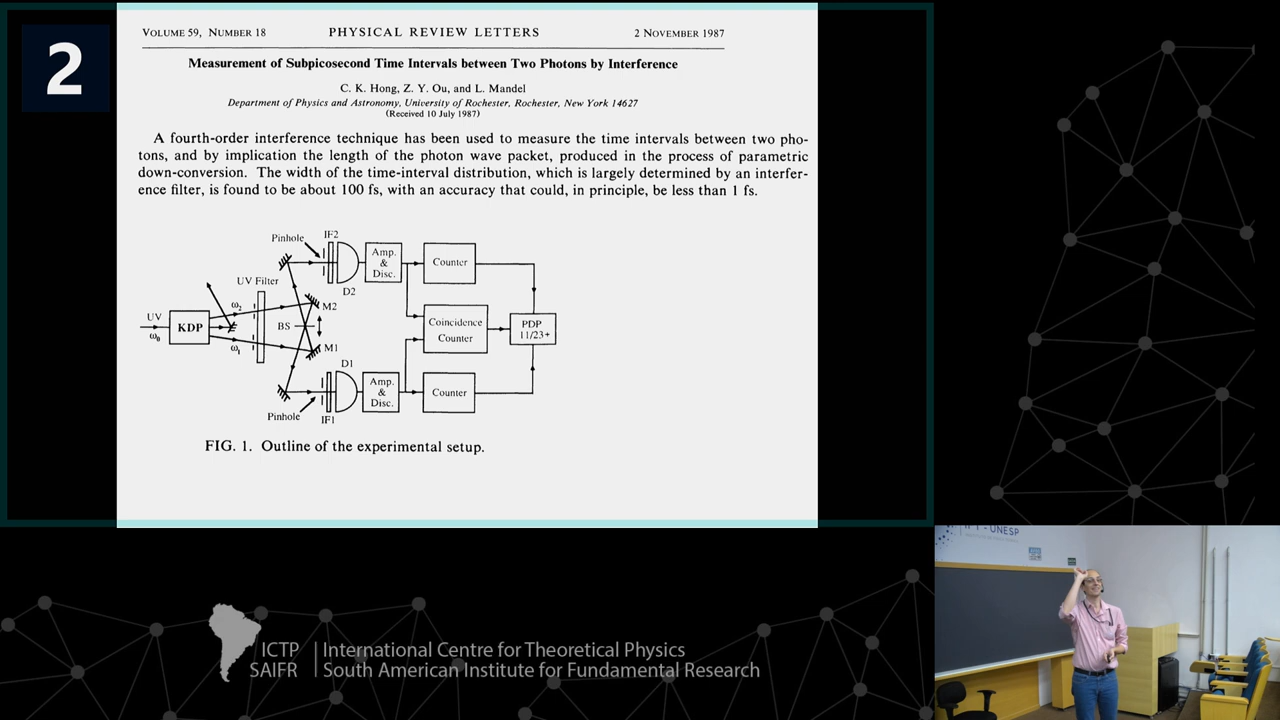 2
VOLUME 59, NUMBER 18 PHYSICAL REVIEW LETTERS 2 NOVEMBER 1987
Measurement of Subpicosecond Time Intervals between Two Photons by Interference
C. K. Hong, Z. Y. Ou, and L. Mandel
Department of Physics and Astronomy, University of Rochester, Rochester, New York 14627
(Received 10 July 1987)
A fourth-order interference technique has been used to measure the time intervals between two pho-
tons, and by implication the length of the photon wave packet, produced in the process of parametric
down-conversion. The width of the time-interval distribution, which is largely determined by an interfer-
ence filter, is found to be about 100 fs, with an accuracy that could, in principle, be less than 1 fs.
Pinhole
IF2
Amp.
&
Disc.
Counter
D2
UV Filter
UV
ω₀
KDP
ω₂
ω₁
BS
M2
M1
Coincidence
Counter
PDP
11/23+
D1
Amp.
&
Disc.
Counter
Pinhole
IF1
FIG. 1. Outline of the experimental setup.
UNESP
ICTP
SAIFR
International Centre for Theoretical Physics
South American Institute for Fundamental Research